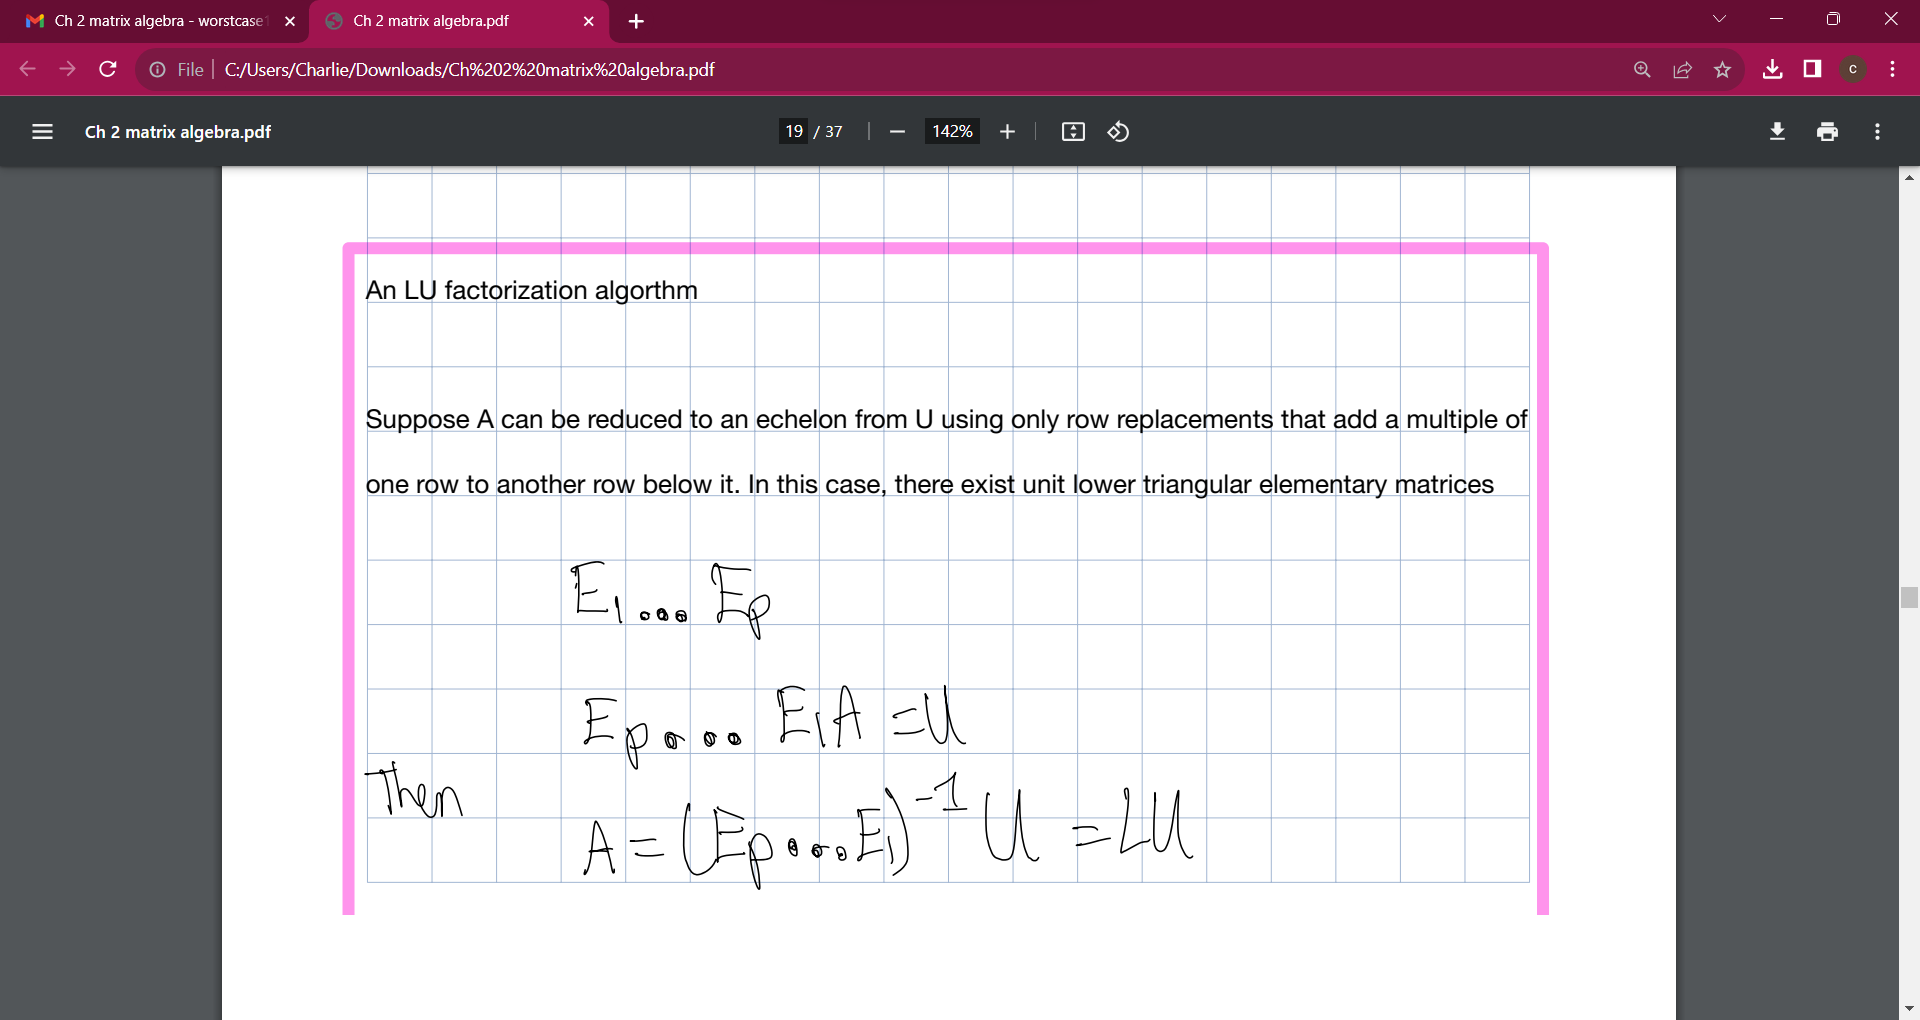 Ch 2 matrix algebra - worstcase1
Ch 2 matrix algebra.pdf
File
C:/Users/Charlie/Downloads/Ch%202%20matrix%20algebra.pdf
C
Ch 2 matrix algebra.pdf
19 / 37
142%
An LU factorization algorthm
Suppose A can be reduced to an echelon from U using only row replacements that add a multiple of
one row to another row below it. In this case, there exist unit lower triangular elementary matrices
E₁ ... Eₚ
Eₚ .... E₁A = U
Then
A = (Eₚ....E₁)⁻¹ U = LU